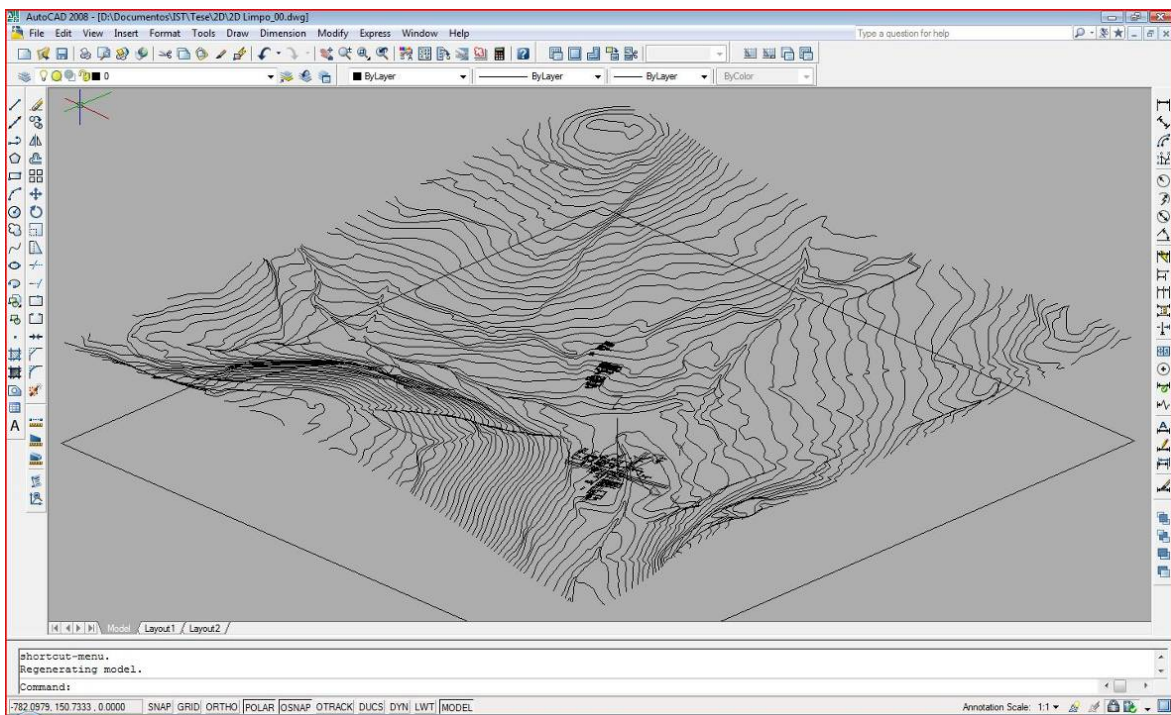 AutoCAD 2008 - [D:\Documentos\IST\Tese\2D\2D Limpo_00.dwg]
File Edit View Insert Format Tools Draw Dimension Modify Express Window Help Type a question for help
0 ByLayer ByLayer ByLayer ByColor
A
Model Layout1 Layout2
shortcut-menu.
Regenerating model.
Command:
-782.0979, 150.7333 , 0.0000 SNAP GRID ORTHO POLAR OSNAP OTRACK DUCS DYN LWT MODEL Annotation Scale: 1:1